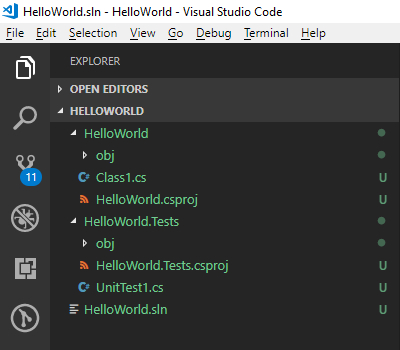 HelloWorld.sln - HelloWorld - Visual Studio Code
File Edit Selection View Go Debug Terminal Help
EXPLORER
OPEN EDITORS
HELLOWORLD
HelloWorld
obj
Class1.cs U
HelloWorld.csproj U
11
HelloWorld.Tests
obj
HelloWorld.Tests.csproj U
UnitTest1.cs U
HelloWorld.sln U